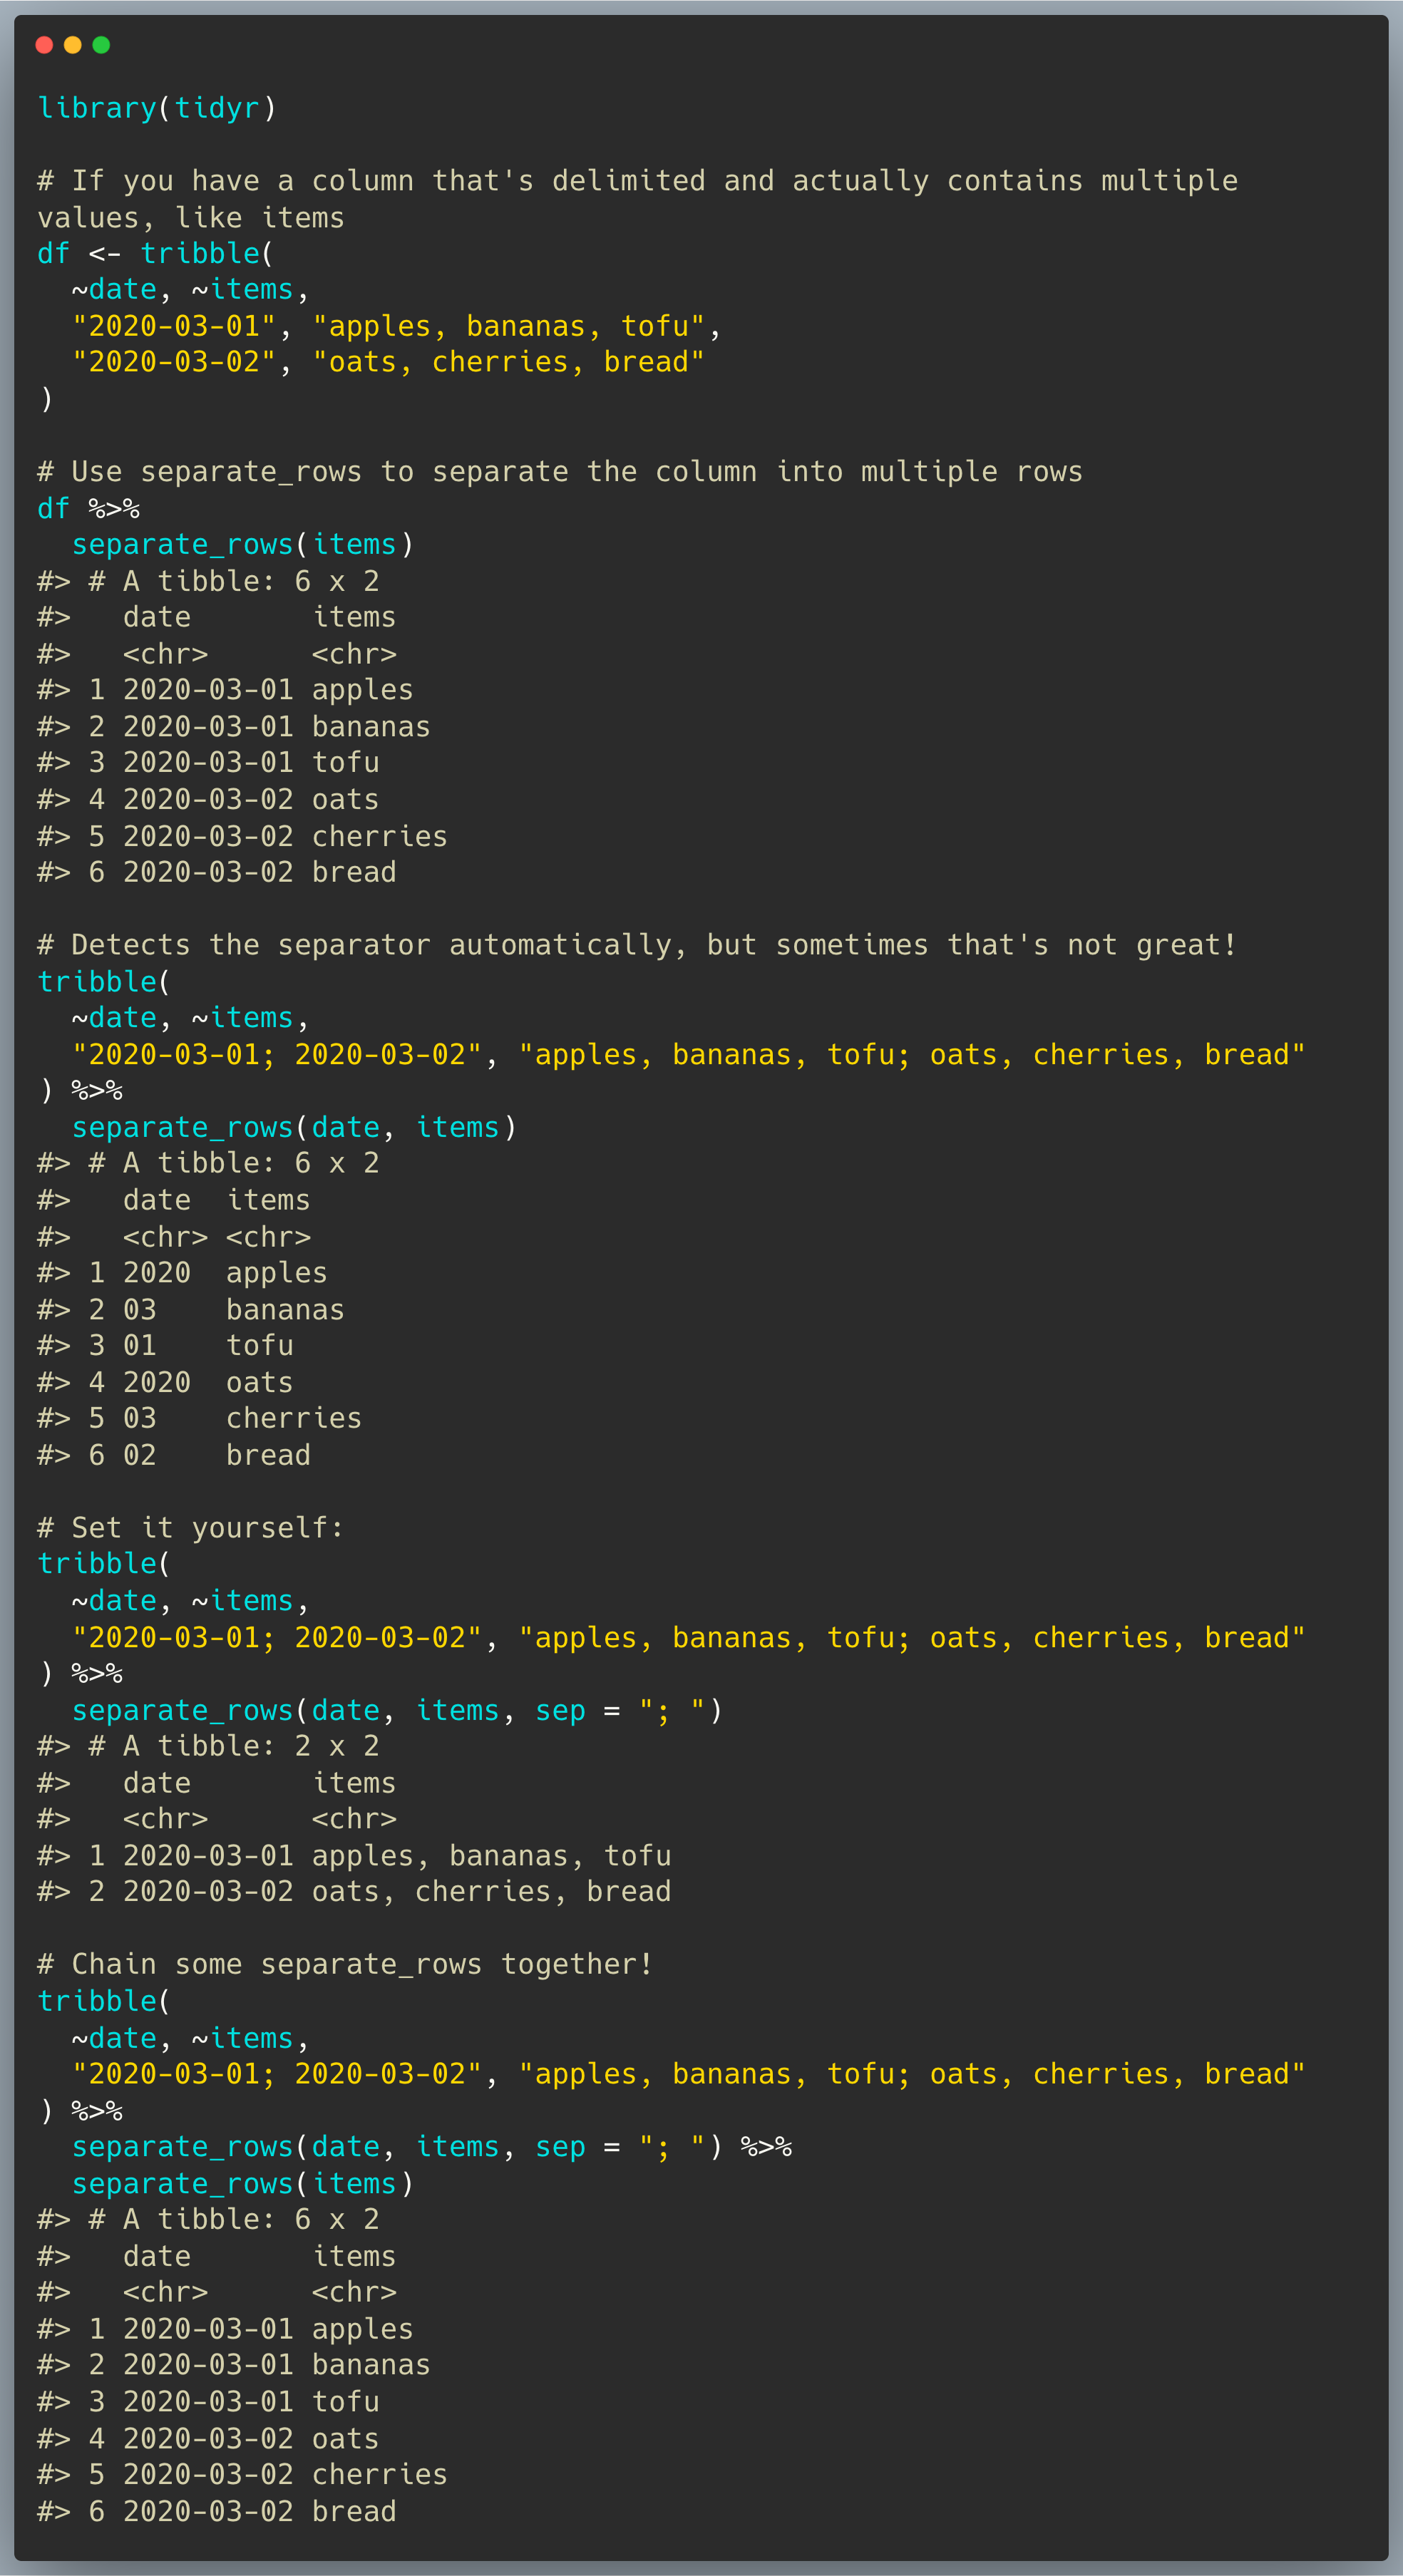 library(tidyr)

# If you have a column that's delimited and actually contains multiple
values, like items
df <- tribble(
  ~date, ~items,
  "2020-03-01", "apples, bananas, tofu",
  "2020-03-02", "oats, cherries, bread"
)

# Use separate_rows to separate the column into multiple rows
df %>%
  separate_rows(items)
#> # A tibble: 6 x 2
#>   date       items
#>   <chr>      <chr>
#> 1 2020-03-01 apples
#> 2 2020-03-01 bananas
#> 3 2020-03-01 tofu
#> 4 2020-03-02 oats
#> 5 2020-03-02 cherries
#> 6 2020-03-02 bread

# Detects the separator automatically, but sometimes that's not great!
tribble(
  ~date, ~items,
  "2020-03-01; 2020-03-02", "apples, bananas, tofu; oats, cherries, bread"
) %>%
  separate_rows(date, items)
#> # A tibble: 6 x 2
#>   date  items
#>   <chr> <chr>
#> 1 2020  apples
#> 2 03    bananas
#> 3 01    tofu
#> 4 2020  oats
#> 5 03    cherries
#> 6 02    bread

# Set it yourself:
tribble(
  ~date, ~items,
  "2020-03-01; 2020-03-02", "apples, bananas, tofu; oats, cherries, bread"
) %>%
  separate_rows(date, items, sep = "; ")
#> # A tibble: 2 x 2
#>   date       items
#>   <chr>      <chr>
#> 1 2020-03-01 apples, bananas, tofu
#> 2 2020-03-02 oats, cherries, bread

# Chain some separate_rows together!
tribble(
  ~date, ~items,
  "2020-03-01; 2020-03-02", "apples, bananas, tofu; oats, cherries, bread"
) %>%
  separate_rows(date, items, sep = "; ") %>%
  separate_rows(items)
#> # A tibble: 6 x 2
#>   date       items
#>   <chr>      <chr>
#> 1 2020-03-01 apples
#> 2 2020-03-01 bananas
#> 3 2020-03-01 tofu
#> 4 2020-03-02 oats
#> 5 2020-03-02 cherries
#> 6 2020-03-02 bread